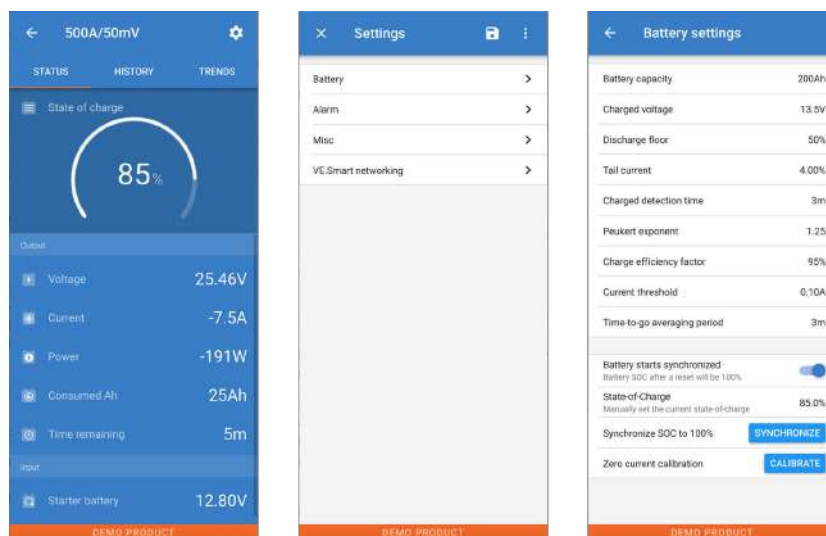 500A/50mV
STATUS HISTORY TRENDS
State of charge
85%
Output
Voltage 25.46V
Current -7.5A
Power -191W
Consumed Ah 25Ah
Time remaining 5m
Input
Starter battery 12.80V
DEMO PRODUCT
Settings
Battery
Alarm
Misc
VE.Smart networking
DEMO PRODUCT
Battery settings
Battery capacity 200Ah
Charged voltage 13.5V
Discharge floor 50%
Tail current 4.00%
Charged detection time 3m
Peukert exponent 1.25
Charge efficiency factor 95%
Current threshold 0.10A
Time-to-go averaging period 3m
Battery starts synchronized
Battery SOC after a reset will be 100%
State-of-Charge 85.0%
Manually set the current state-of-charge
Synchronize SOC to 100% SYNCHRONIZE
Zero current calibration CALIBRATE
DEMO PRODUCT